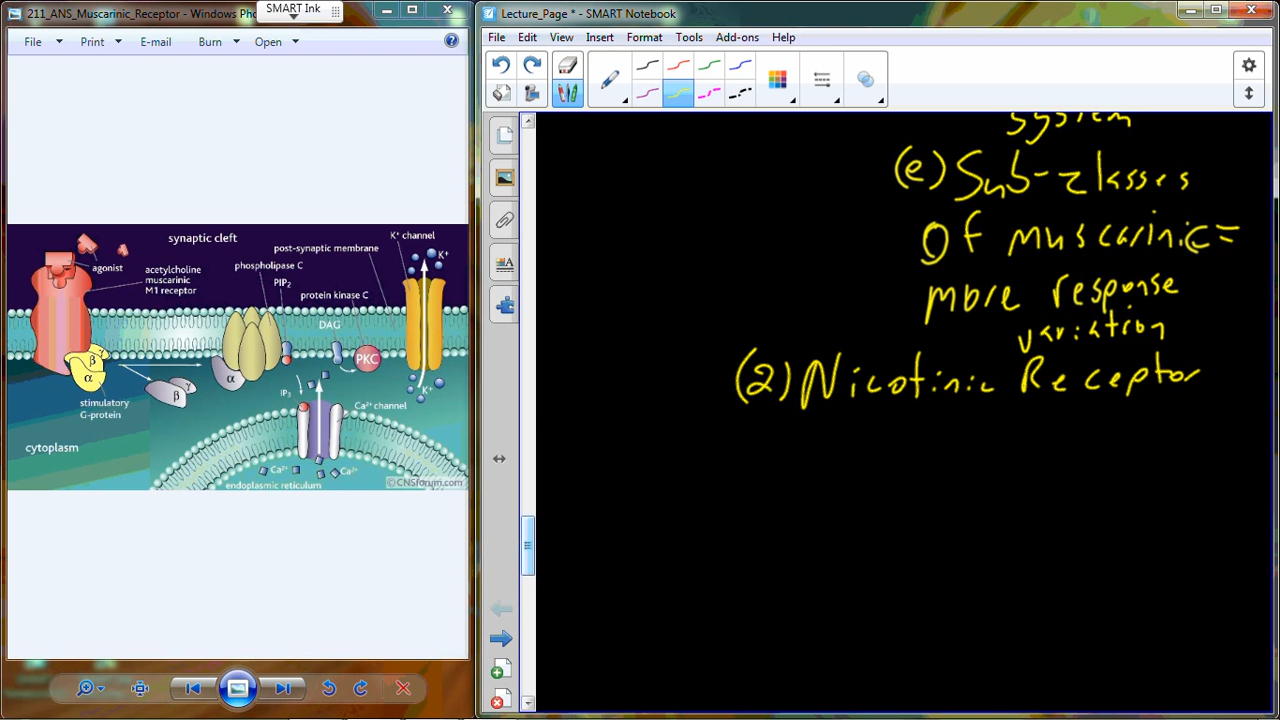 211_ANS_Muscarinic_Receptor - Windows Pho
SMART Ink
File Print E-mail Burn Open
synaptic cleft
K⁺ channel
K⁺
post-synaptic membrane
agonist
acetylcholine
muscarinic
M1 receptor
phospholipase C
PIP₂
protein kinase C
DAG
PKC
β γ
α
α
β γ
stimulatory
G-protein
IP₃
K⁺
Ca²⁺ channel
cytoplasm
Ca²⁺ Ca²⁺
endoplasmic reticulum
©CNSforum.com
Lecture_Page * - SMART Notebook
File Edit View Insert Format Tools Add-ons Help
system
(e) Sub-classes
Of muscarinic =
more response
variation
(2) Nicotinic Receptor